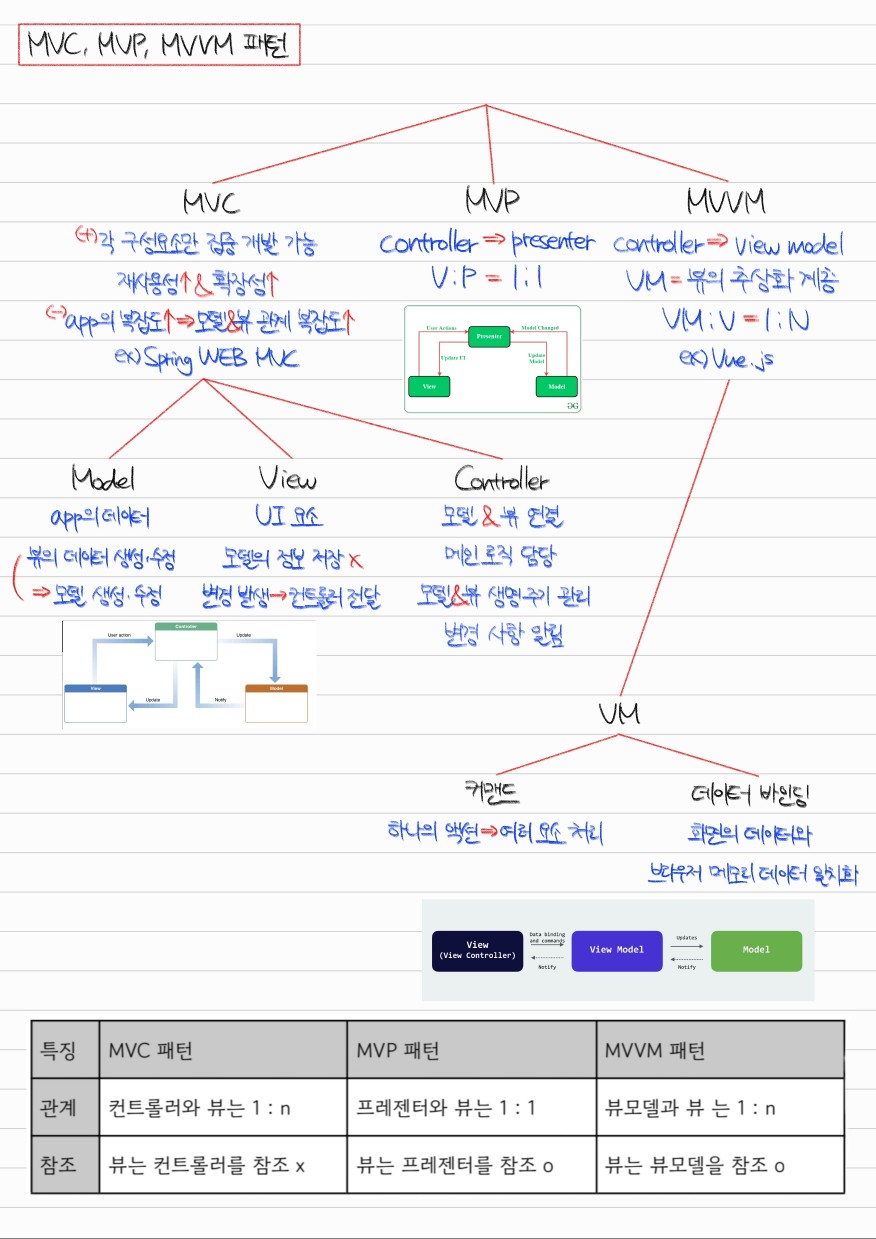 MVC, MVP, MVVM 패턴
MVC
(+)각 구성요소만 집중 개발 가능
재사용성↑ & 확장성↑
(-)app의 복잡도↑⇒모델&뷰 관계 복잡도↑
ex) Spring WEB MVC
MVP
controller ⇒ presenter
V:P = 1:1
User Actions
Model Changed
Presenter
Update UI
Update
Model
View
Model
MVVM
controller ⇒ view model
VM = 뷰의 추상화 계층
VM:V = 1:N
ex) Vue.js
Model
app의 데이터
뷰의 데이터 생성·수정
⇒ 모델 생성·수정
View
UI 요소
모델의 정보 저장 X
변경 발생→컨트롤러 전달
Controller
모델 & 뷰 연결
메인 로직 담당
모델&뷰 생명주기 관리
변경 사항 알림
Controller
User action
Update
View
Model
Update
Notify
VM
커맨드
하나의 액션⇒여러 요소 처리
데이터 바인딩
화면의 데이터와
브라우저 메모리 데이터 일치화
View
(View Controller)
Data binding
and commands
Notify
View Model
Updates
Notify
Model
특징 MVC 패턴 MVP 패턴 MVVM 패턴
관계 컨트롤러와 뷰는 1 : n 프레젠터와 뷰는 1 : 1 뷰모델과 뷰 는 1 : n
참조 뷰는 컨트롤러를 참조 x 뷰는 프레젠터를 참조 o 뷰는 뷰모델을 참조 o